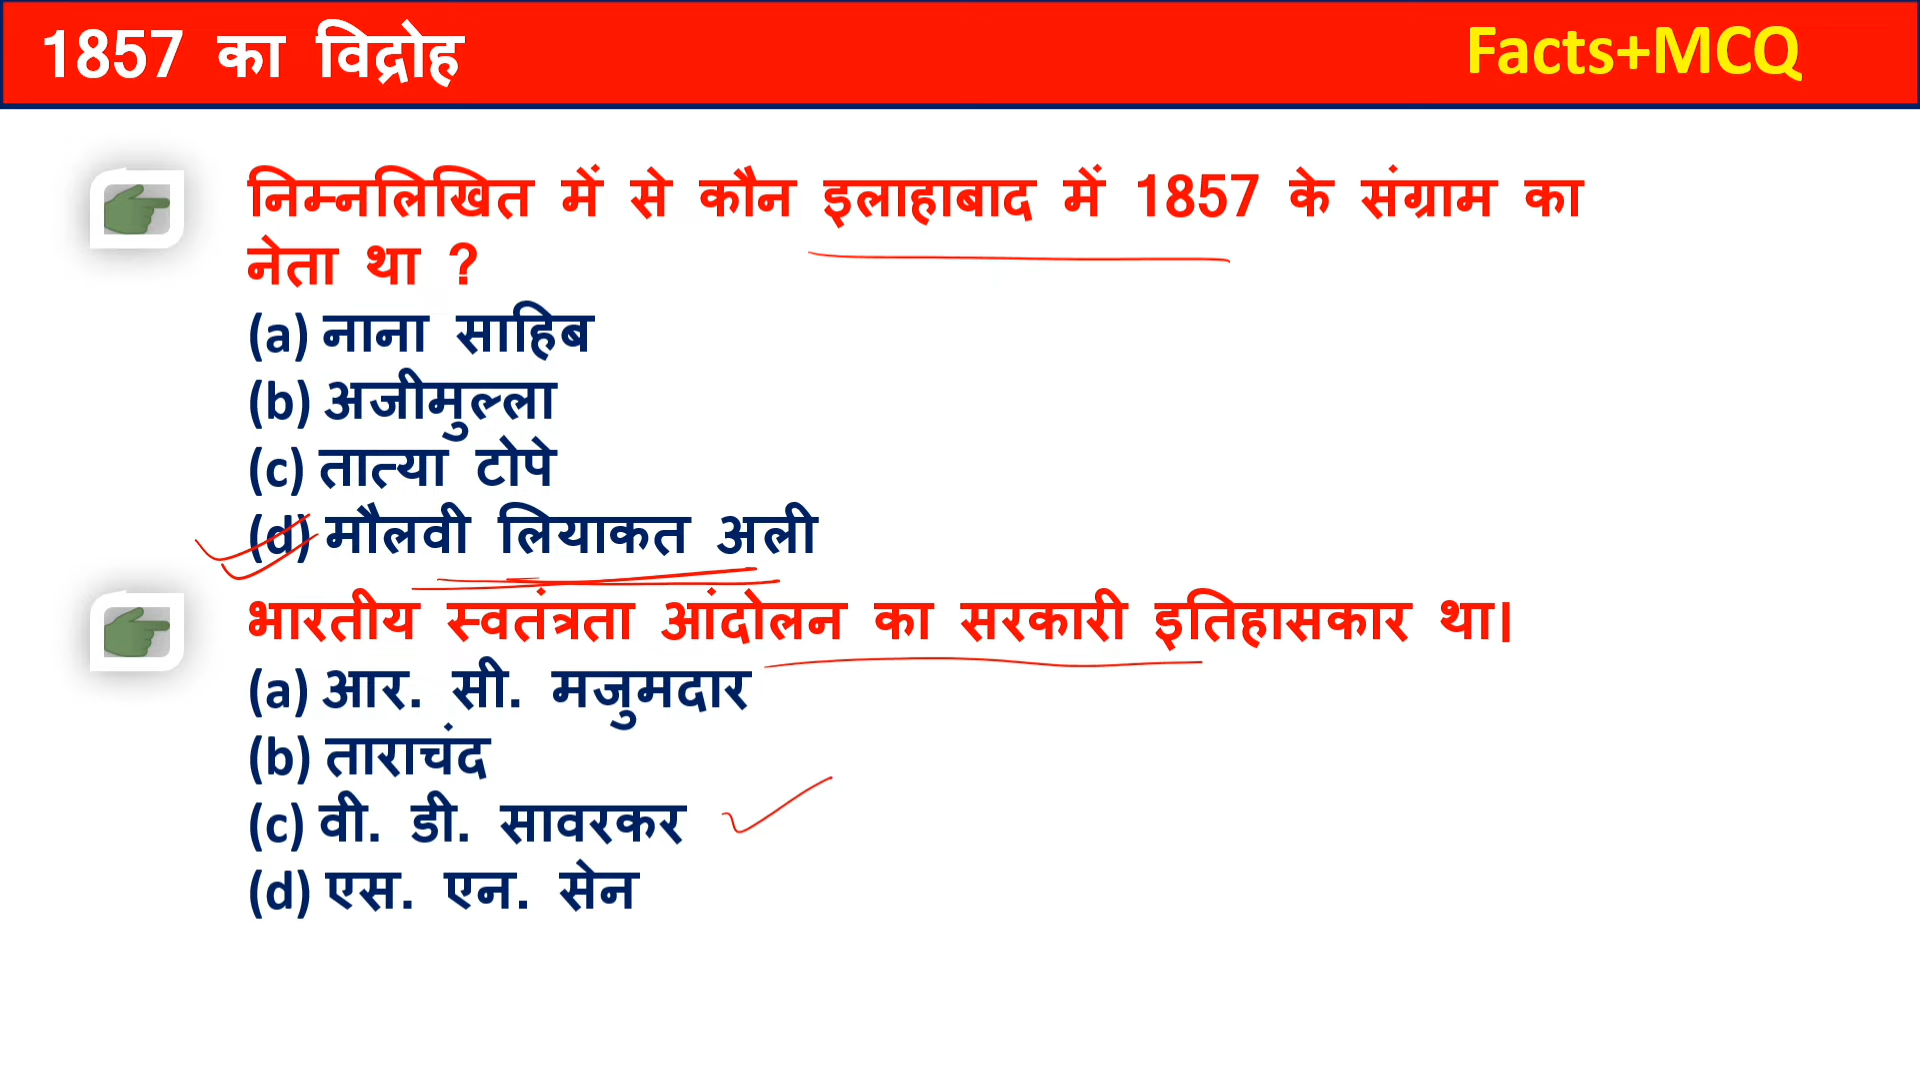 1857 का विद्रोह
Facts+MCQ
निम्नलिखित में से कौन इलाहाबाद में 1857 के संग्राम का
नेता था ?
(a) नाना साहिब
(b) अजीमुल्ला
(c) तात्या टोपे
(d) मौलवी लियाकत अली
भारतीय स्वतंत्रता आंदोलन का सरकारी इतिहासकार था।
(a) आर. सी. मजुमदार
(b) ताराचंद
(c) वी. डी. सावरकर
(d) एस. एन. सेन